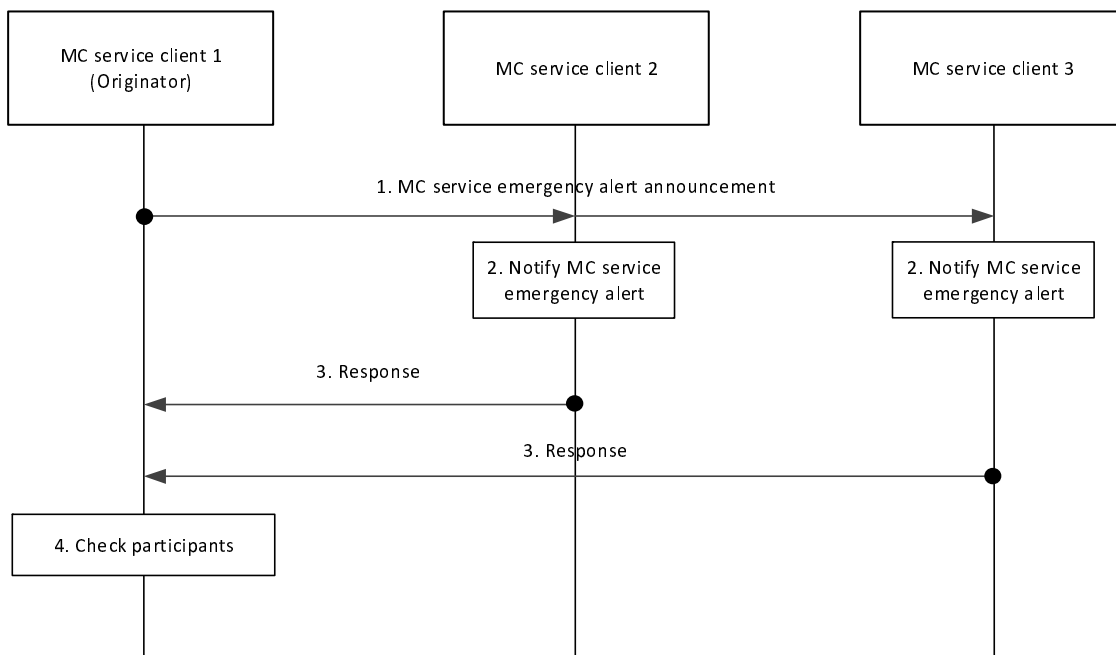 MC service client 1
(Originator)
MC service client 2
MC service client 3
1. MC service emergency alert announcement
2. Notify MC service
emergency alert
2. Notify MC service
emergency alert
3. Response
3. Response
4. Check participants